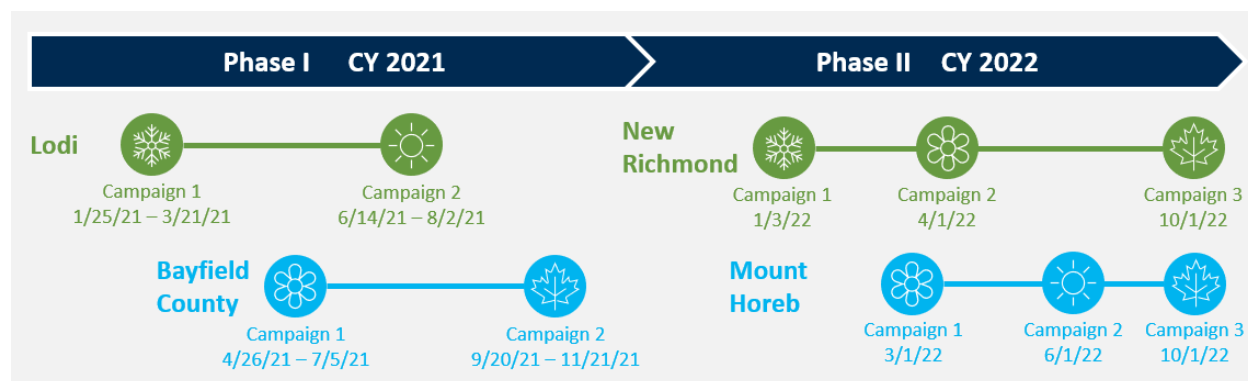 Phase I CY 2021
Phase II CY 2022
Lodi
Campaign 1
1/25/21 – 3/21/21
Campaign 2
6/14/21 – 8/2/21
New
Richmond
Campaign 1
1/3/22
Campaign 2
4/1/22
Campaign 3
10/1/22
Bayfield
County
Campaign 1
4/26/21 – 7/5/21
Campaign 2
9/20/21 – 11/21/21
Mount
Horeb
Campaign 1
3/1/22
Campaign 2
6/1/22
Campaign 3
10/1/22